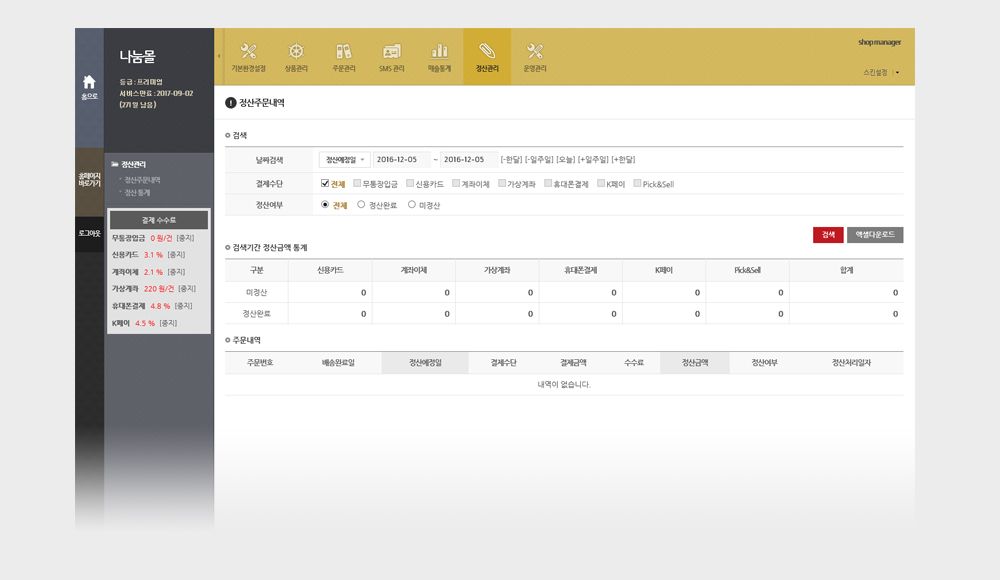 shop manager
스킨설정
기본환경설정 상품관리 주문관리 SMS 관리 매출통계 정산관리 운영관리
홈으로
홈페이지
바로가기
로그아웃
나눔몰
등급 : 프리미엄
서비스만료 : 2017-09-02
(271 일 남음)
정산관리
정산주문내역
정산 통계
결제 수수료
무통장입금 0 원/건 [중지]
신용카드 3.1 % [중지]
계좌이체 2.1 % [중지]
가상계좌 220 원/건 [중지]
휴대폰결제 4.8 % [중지]
K페이 4.5 % [중지]
정산주문내역
검색
날짜검색 정산예정일 2016-12-05 ~ 2016-12-05 [-한달] [-일주일] [오늘] [+일주일] [+한달]
결제수단 전체 무통장입금 신용카드 계좌이체 가상계좌 휴대폰결제 K페이 Pick&Sell
정산여부 전체 정산완료 미정산
검색 엑셀다운로드
검색기간 정산금액 통계
구분 신용카드 계좌이체 가상계좌 휴대폰결제 K페이 Pick&Sell 합계
미정산 0 0 0 0 0 0 0
정산완료 0 0 0 0 0 0 0
주문내역
주문번호 배송완료일 정산예정일 결제수단 결제금액 수수료 정산금액 정산여부 정산처리일자
내역이 없습니다.